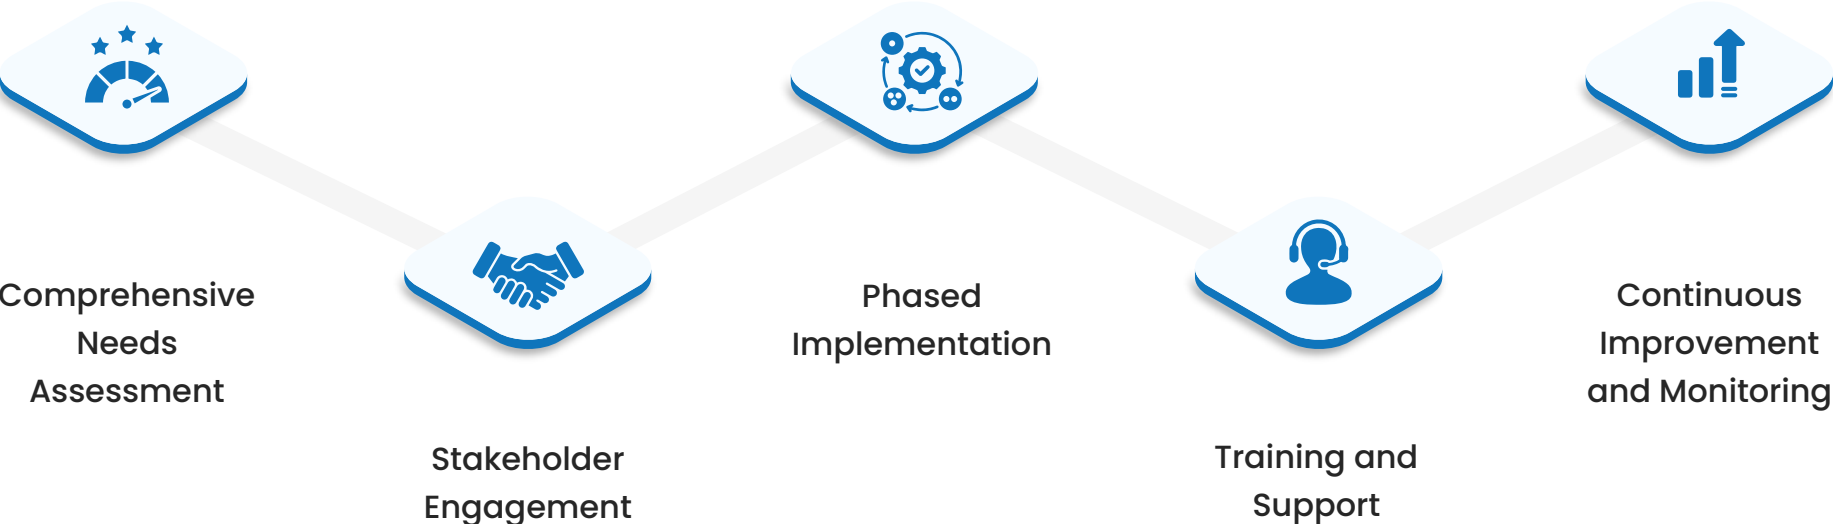 Comprehensive
Needs
Assessment
Stakeholder
Engagement
Phased
Implementation
Training and
Support
Continuous
Improvement
and Monitoring